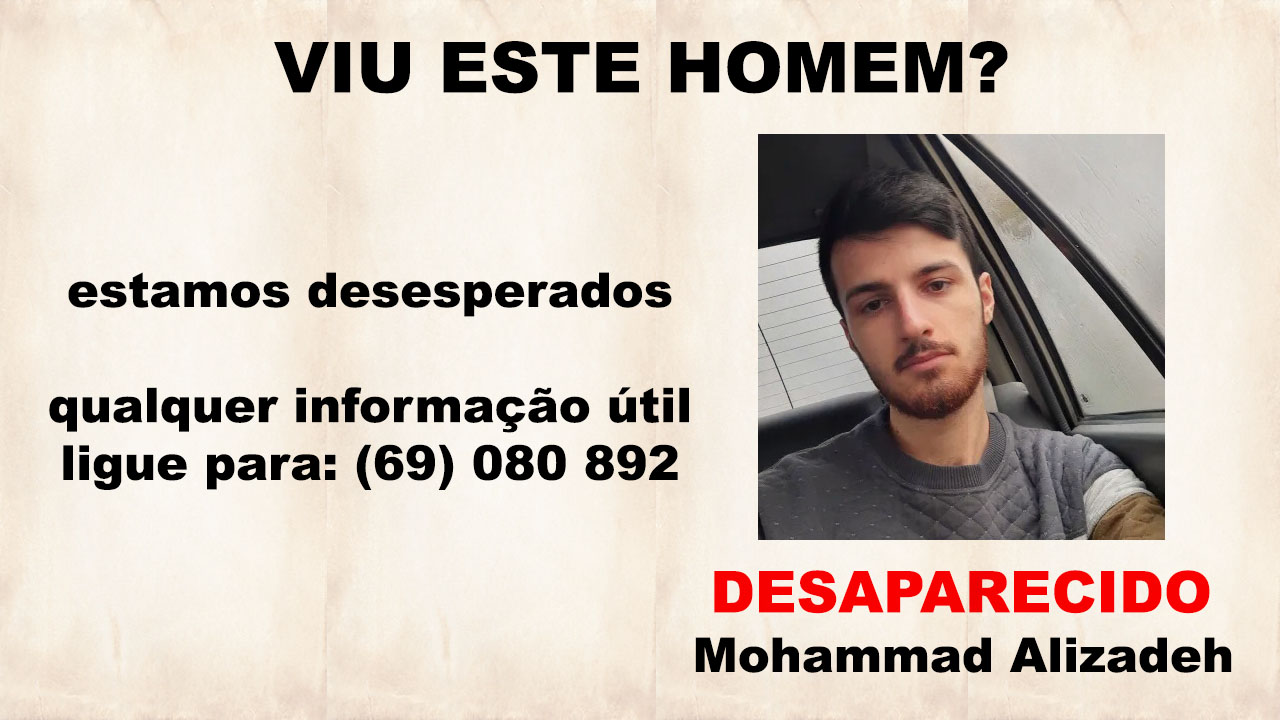 VIU ESTE HOMEM?
estamos desesperados
qualquer informação útil
ligue para: (69) 080 892
DESAPARECIDO
Mohammad Alizadeh